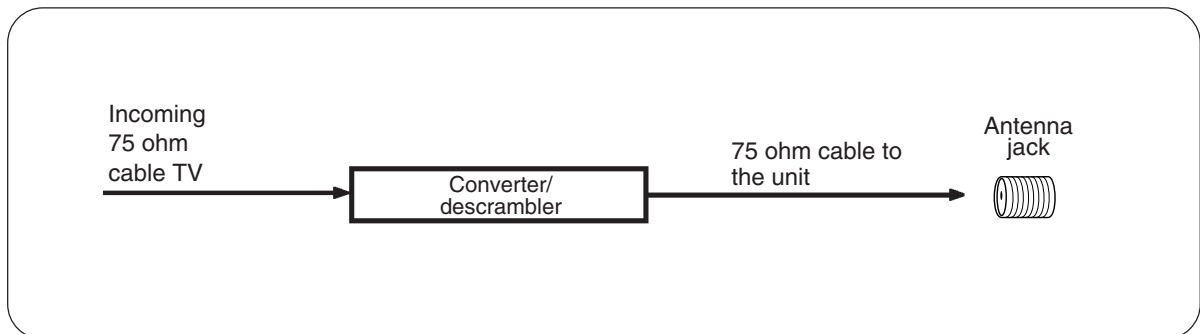 Incoming
75 ohm
cable TV
Converter/
descrambler
75 ohm cable to
the unit
Antenna
jack